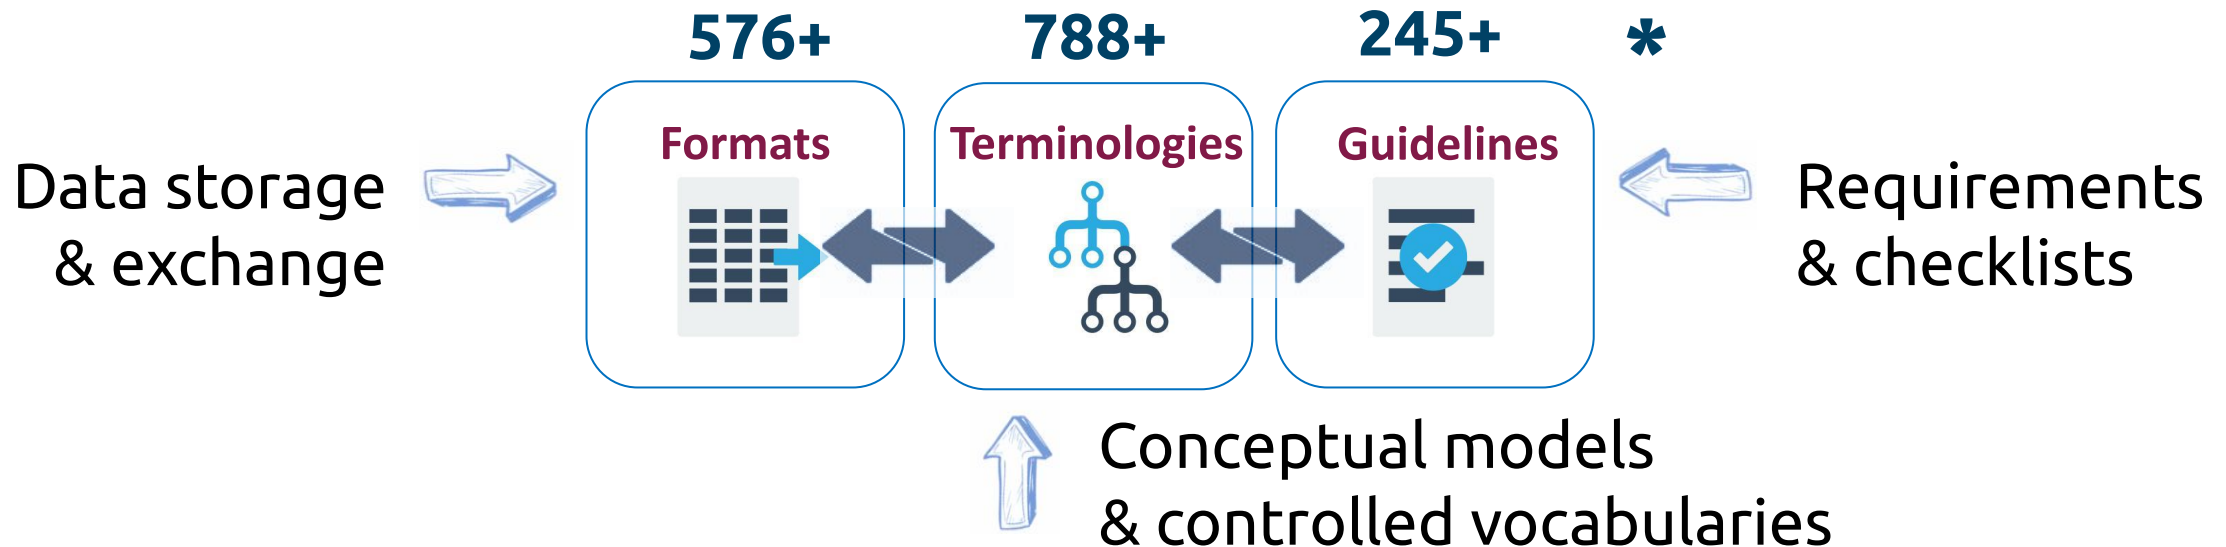 576+
788+
245+
*
Formats
Terminologies
Guidelines
Data storage
& exchange
Requirements
& checklists
Conceptual models
& controlled vocabularies